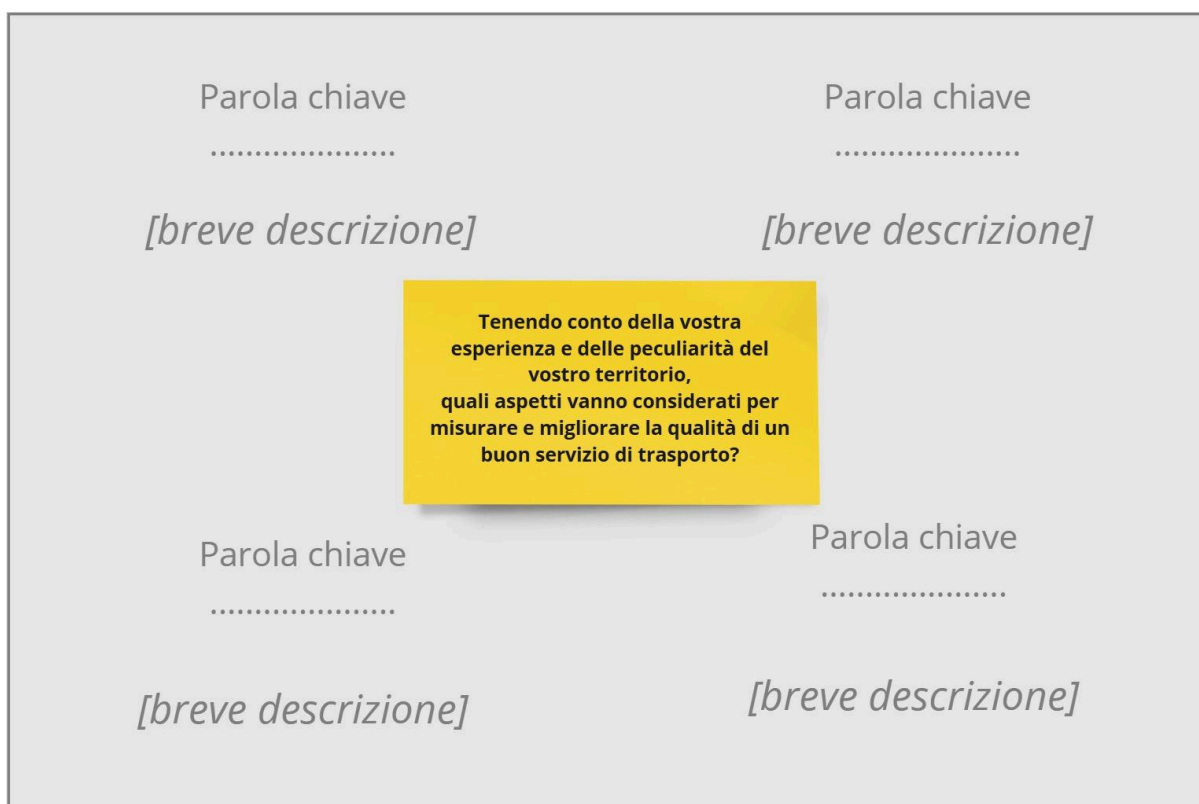 Parola chiave
.....................
[breve descrizione]
Parola chiave
.....................
[breve descrizione]
Tenendo conto della vostra
esperienza e delle peculiarità del
vostro territorio,
quali aspetti vanno considerati per
misurare e migliorare la qualità di un
buon servizio di trasporto?
Parola chiave
.....................
[breve descrizione]
Parola chiave
.....................
[breve descrizione]